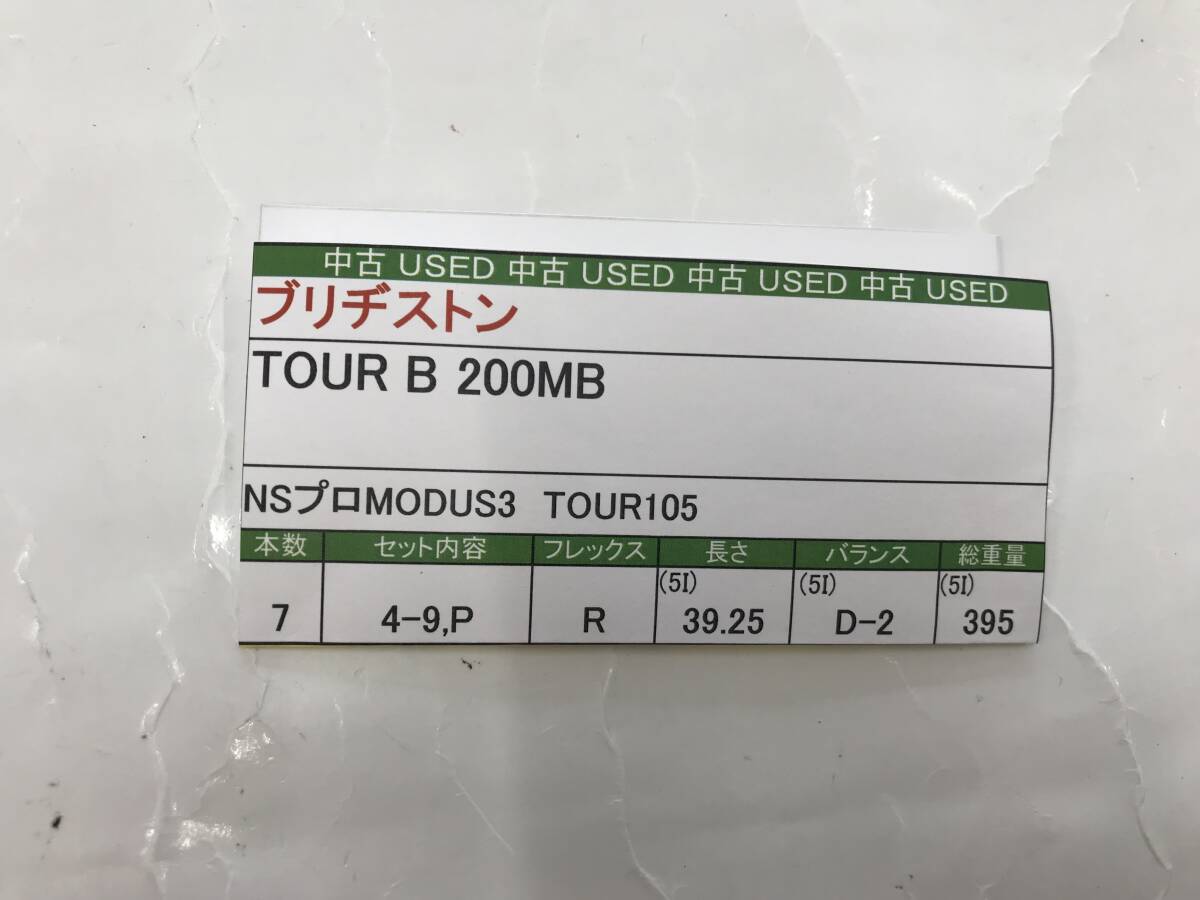 中古 USED 中古 USED 中古 USED 中古 USED
ブリヂストン
TOUR B 200MB
NSプロMODUS3 TOUR105
本数 セット内容 フレックス 長さ バランス 総重量
(5I) (5I) (5I)
7 4-9,P R 39.25 D-2 395